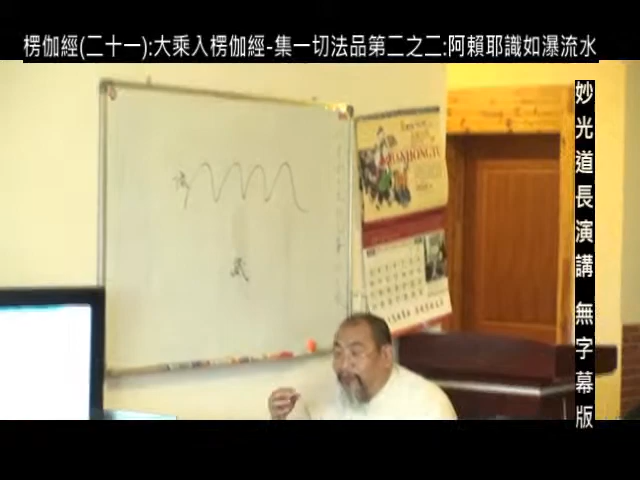 楞伽經(二十一):大乘入楞伽經-集一切法品第二之二:阿賴耶識如瀑流水
妙光道長演講 無字幕版